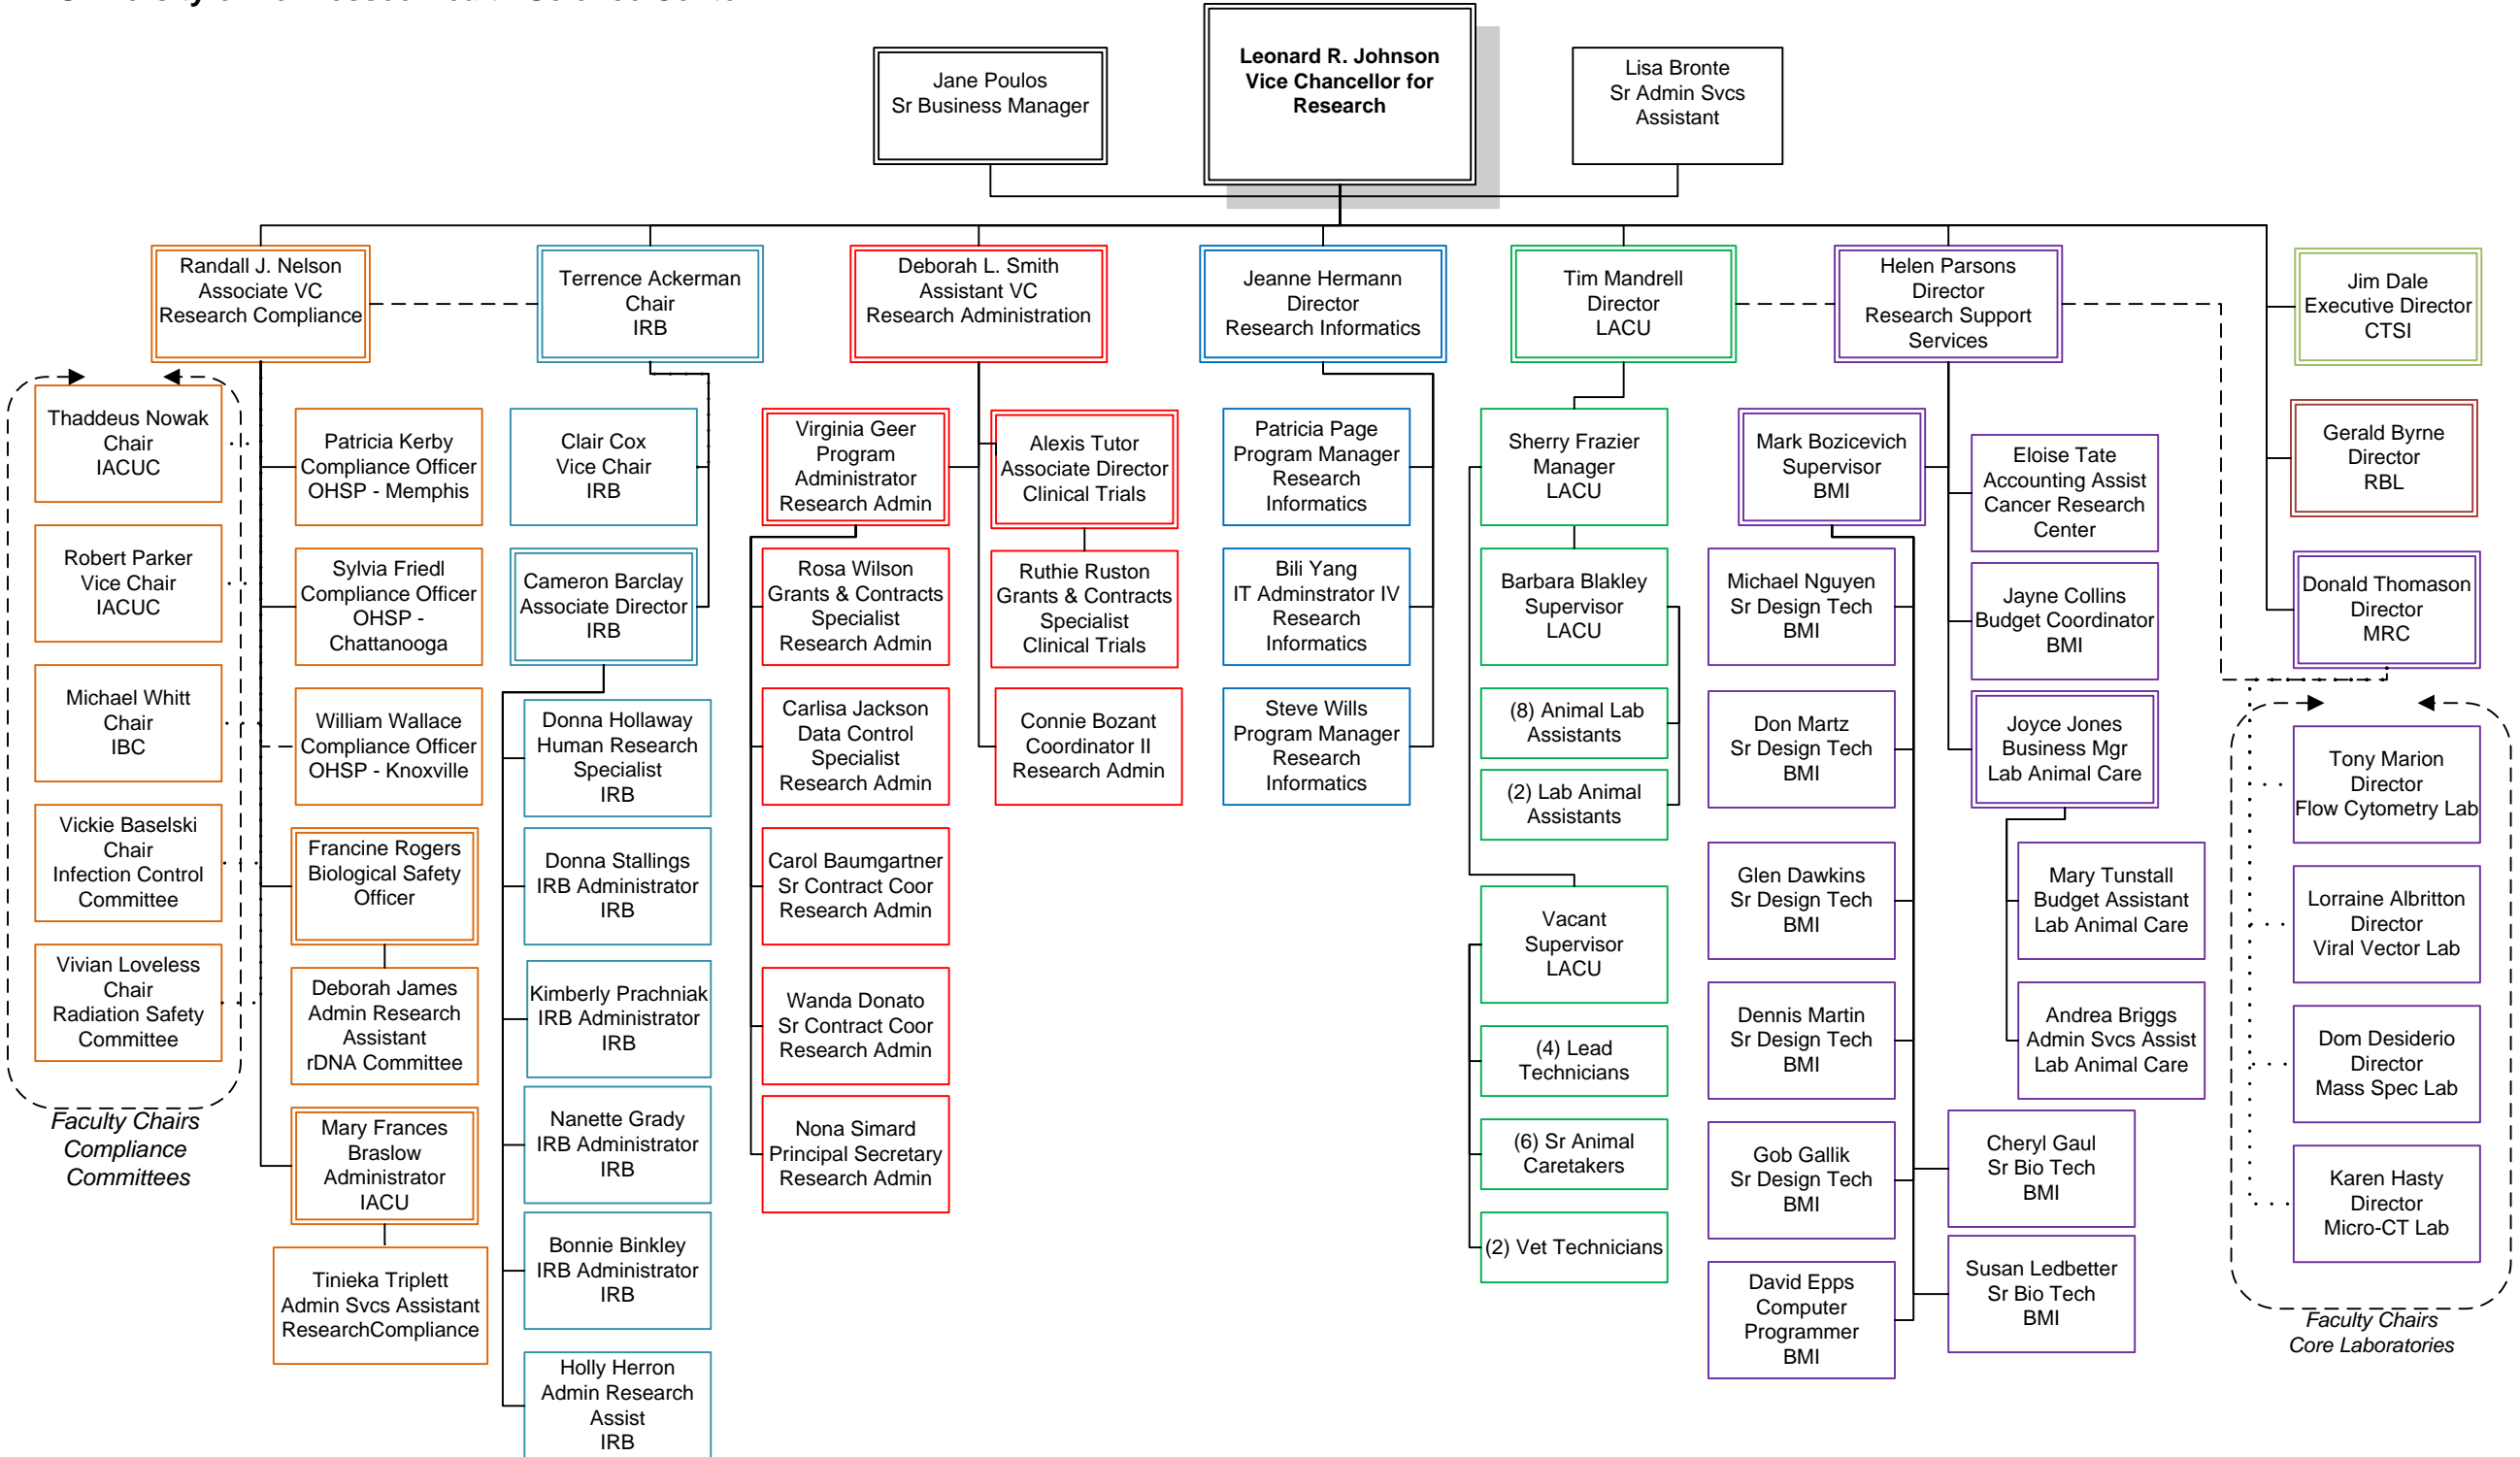 Jane Poulos
Sr Business Manager
Leonard R. Johnson
Vice Chancellor for
Research
Lisa Bronte
Sr Admin Svcs
Assistant
Randall J. Nelson
Associate VC
Research Compliance
Terrence Ackerman
Chair
IRB
Deborah L. Smith
Assistant VC
Research Administration
Jeanne Hermann
Director
Research Informatics
Tim Mandrell
Director
LACU
Helen Parsons
Director
Research Support
Services
Jim Dale
Executive Director
CTSI
Gerald Byrne
Director
RBL
Donald Thomason
Director
MRC
Thaddeus Nowak
Chair
IACUC
Robert Parker
Vice Chair
IACUC
Michael Whitt
Chair
IBC
Vickie Baselski
Chair
Infection Control
Committee
Vivian Loveless
Chair
Radiation Safety
Committee
Faculty Chairs
Compliance
Committees
Patricia Kerby
Compliance Officer
OHSP - Memphis
Sylvia Friedl
Compliance Officer
OHSP -
Chattanooga
William Wallace
Compliance Officer
OHSP - Knoxville
Francine Rogers
Biological Safety
Officer
Deborah James
Admin Research
Assistant
rDNA Committee
Mary Frances
Braslow
Administrator
IACU
Tinieka Triplett
Admin Svcs Assistant
ResearchCompliance
Clair Cox
Vice Chair
IRB
Cameron Barclay
Associate Director
IRB
Donna Hollaway
Human Research
Specialist
IRB
Donna Stallings
IRB Administrator
IRB
Kimberly Prachniak
IRB Administrator
IRB
Nanette Grady
IRB Administrator
IRB
Bonnie Binkley
IRB Administrator
IRB
Holly Herron
Admin Research
Assist
IRB
Virginia Geer
Program
Administrator
Research Admin
Rosa Wilson
Grants & Contracts
Specialist
Research Admin
Carlisa Jackson
Data Control
Specialist
Research Admin
Carol Baumgartner
Sr Contract Coor
Research Admin
Wanda Donato
Sr Contract Coor
Research Admin
Nona Simard
Principal Secretary
Research Admin
Alexis Tutor
Associate Director
Clinical Trials
Ruthie Ruston
Grants & Contracts
Specialist
Clinical Trials
Connie Bozant
Coordinator II
Research Admin
Patricia Page
Program Manager
Research
Informatics
Bili Yang
IT Adminstrator IV
Research
Informatics
Steve Wills
Program Manager
Research
Informatics
Sherry Frazier
Manager
LACU
Barbara Blakley
Supervisor
LACU
(8) Animal Lab
Assistants
(2) Lab Animal
Assistants
Vacant
Supervisor
LACU
(4) Lead
Technicians
(6) Sr Animal
Caretakers
(2) Vet Technicians
Mark Bozicevich
Supervisor
BMI
Michael Nguyen
Sr Design Tech
BMI
Don Martz
Sr Design Tech
BMI
Glen Dawkins
Sr Design Tech
BMI
Dennis Martin
Sr Design Tech
BMI
Gob Gallik
Sr Design Tech
BMI
David Epps
Computer
Programmer
BMI
Eloise Tate
Accounting Assist
Cancer Research
Center
Jayne Collins
Budget Coordinator
BMI
Joyce Jones
Business Mgr
Lab Animal Care
Mary Tunstall
Budget Assistant
Lab Animal Care
Andrea Briggs
Admin Svcs Assist
Lab Animal Care
Cheryl Gaul
Sr Bio Tech
BMI
Susan Ledbetter
Sr Bio Tech
BMI
Tony Marion
Director
Flow Cytometry Lab
Lorraine Albritton
Director
Viral Vector Lab
Dom Desiderio
Director
Mass Spec Lab
Karen Hasty
Director
Micro-CT Lab
Faculty Chairs
Core Laboratories